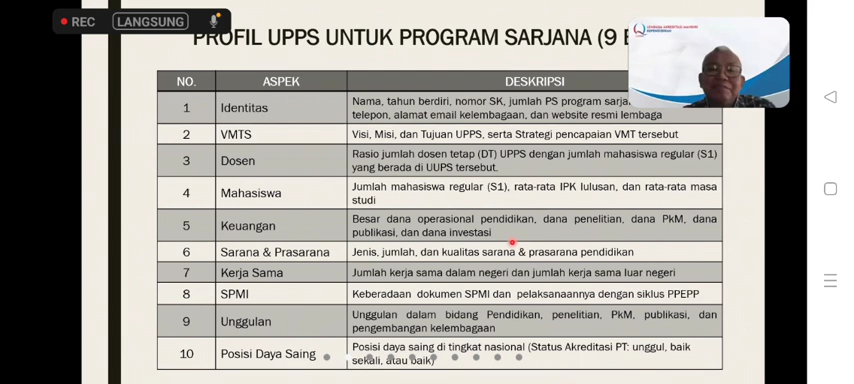 REC LANGSUNG
PROFIL UPPS UNTUK PROGRAM SARJANA (9
NO. ASPEK DESKRIPSI
1 Identitas Nama, tahun berdiri, nomor SK, jumlah PS program
telepon, alamat email kelembagaan, dan website resmi lembaga
2 VMTS Visi, Misi, dan Tujuan UPPS, serta Strategi pencapaian VMT tersebut
3 Dosen Rasio jumlah dosen tetap (DT) UPPS dengan jumlah mahasiswa regular (S1)
yang berada di UUPS tersebut.
4 Mahasiswa Jumlah mahasiswa regular (S1), rata-rata IPK lulusan, dan rata-rata masa
studi
5 Keuangan Besar dana operasional pendidikan, dana penelitian, dana PkM, dana
publikasi, dan dana investasi
6 Sarana & Prasarana Jenis, jumlah, dan kualitas sarana & prasarana pendidikan
7 Kerja Sama Jumlah kerja sama dalam negeri dan jumlah kerja sama luar negeri
8 SPMI Keberadaan dokumen SPMI dan pelaksanaannya dengan siklus PPEPP
9 Unggulan Unggulan dalam bidang Pendidikan, penelitian, PkM, publikasi, dan
pengembangan kelembagaan
10 Posisi Daya Saing Posisi daya saing di tingkat nasional (Status Akreditasi PT: unggul, baik
sekali, atau baik)